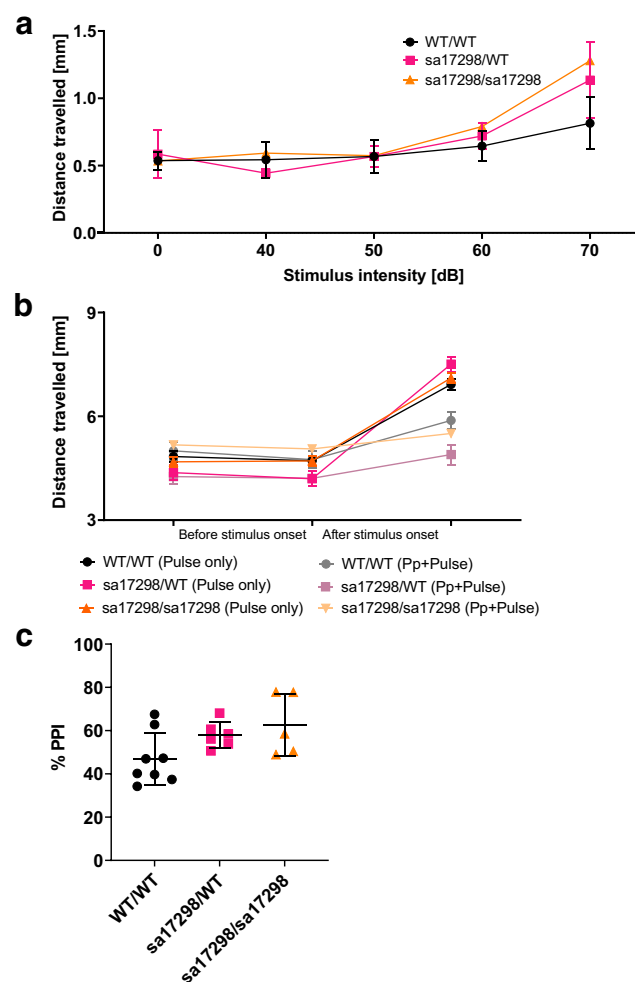 a
1.5
1.0
0.5
0.0
Distance travelled [mm]
WT/WT
sa17298/WT
sa17298/sa17298
0 40 50 60 70
Stimulus intensity [dB]
b
9
6
3
Distance travelled [mm]
Before stimulus onset After stimulus onset
WT/WT (Pulse only) WT/WT (Pp+Pulse)
sa17298/WT (Pulse only) sa17298/WT (Pp+Pulse)
sa17298/sa17298 (Pulse only) sa17298/sa17298 (Pp+Pulse)
c
100
80
60
40
20
0
% PPI
WT/WT
sa17298/WT
sa17298/sa17298